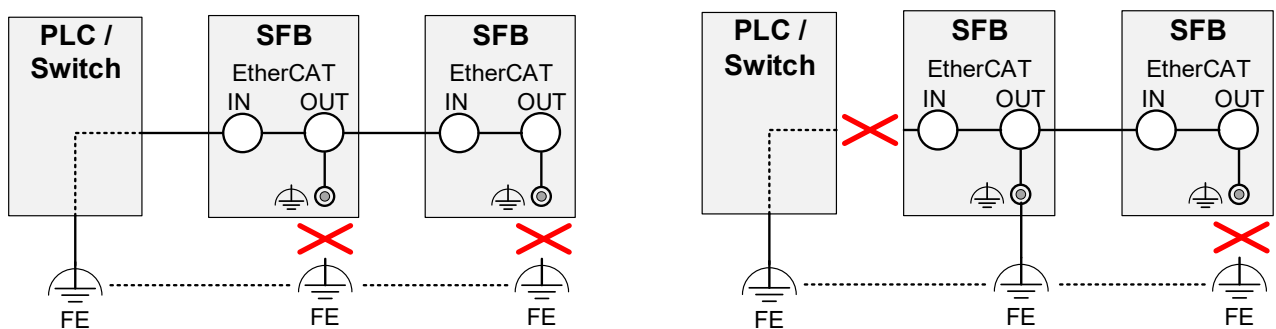 PLC /
Switch
SFB
EtherCAT
IN OUT
SFB
EtherCAT
IN OUT
FE
FE
FE
PLC /
Switch
SFB
EtherCAT
IN OUT
SFB
EtherCAT
IN OUT
FE
FE
FE